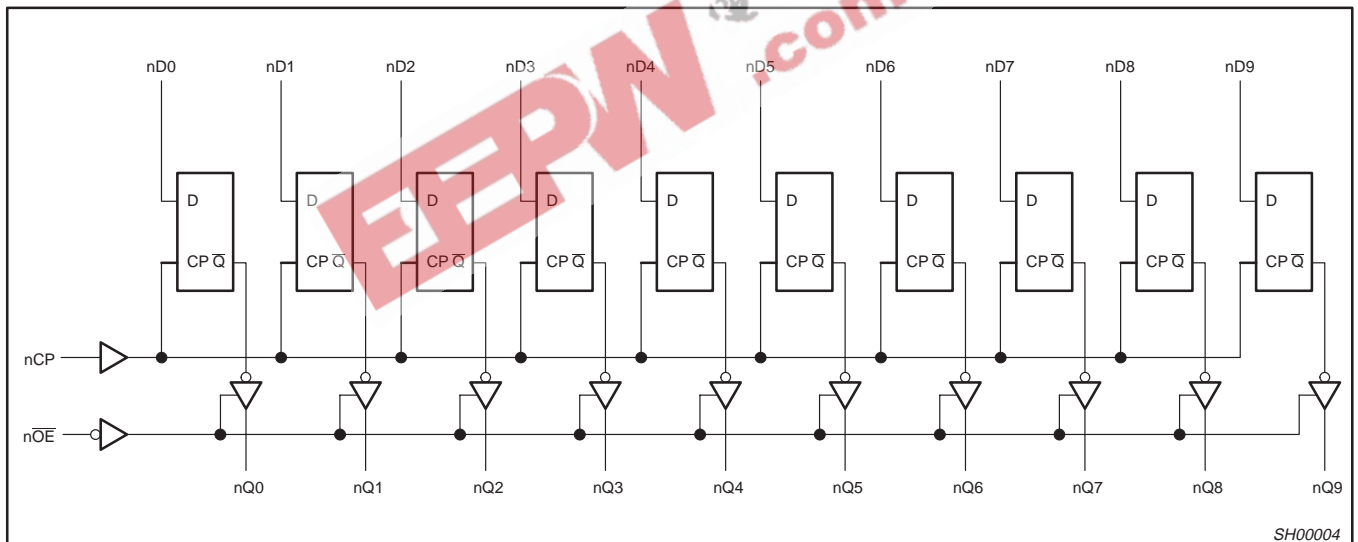 EEPW .com
nD0 nD1 nD2 nD3 nD4 nD5 nD6 nD7 nD8 nD9
D D D D D D D D D D
CP Q̅ CP Q̅ CP Q̅ CP Q̅ CP Q̅ CP Q̅ CP Q̅ CP Q̅ CP Q̅ CP Q̅
nCP
nO̅E̅
nQ0 nQ1 nQ2 nQ3 nQ4 nQ5 nQ6 nQ7 nQ8 nQ9
SH00004